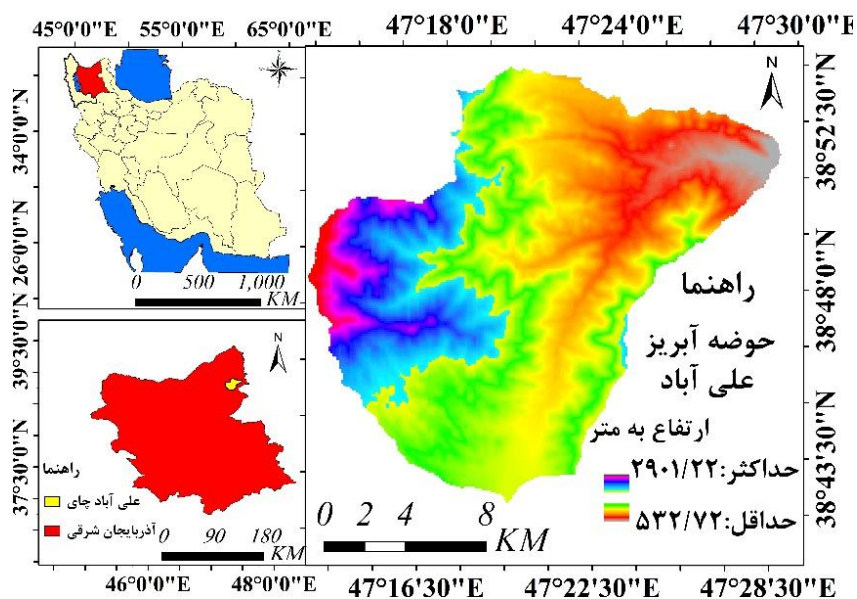 45°0'0"E 55°0'0"E 65°0'0"E
34°0'0"N
26°0'0"N
0 500 1,000
KM
N
39°30'0"N
37°30'0"N
راهنما
علی آباد چای
آذربایجان شرقی
0 90 180
KM
46°0'0"E 48°0'0"E
47°18'0"E 47°24'0"E 47°30'0"E
N
38°52'30"N
38°48'0"N
38°43'30"N
راهنما
حوضه آبریز
علی آباد
ارتفاع به متر
حداکثر:۲۹۰۱/۲۲
حداقل:۵۳۲/۷۲
0 2 4 8
KM
47°16'30"E 47°22'30"E 47°28'30"E